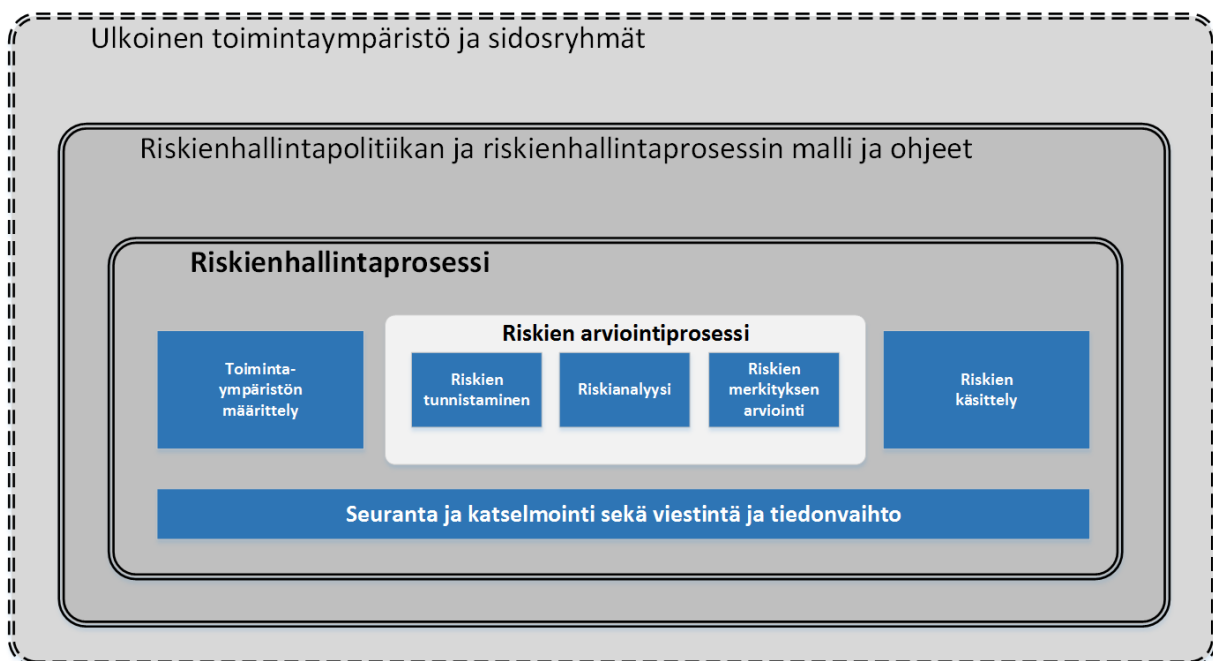 Ulkoinen toimintaympäristö ja sidosryhmät
Riskienhallintapolitiikan ja riskienhallintaprosessin malli ja ohjeet
Riskienhallintaprosessi
Toiminta-
ympäristön
määrittely
Riskien arviointiprosessi
Riskien
tunnistaminen
Riskianalyysi
Riskien
merkityksen
arviointi
Riskien
käsittely
Seuranta ja katselmointi sekä viestintä ja tiedonvaihto